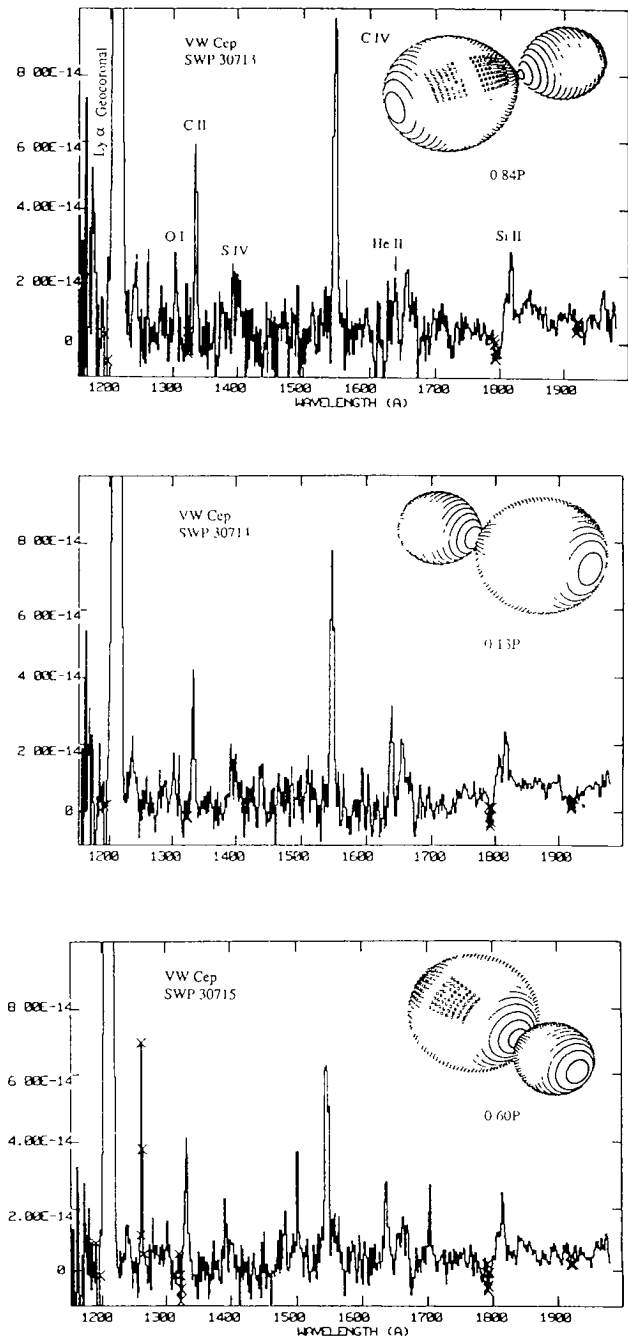 VW Cep
SWP 30713
C IV
Ly α Geocoronal
C II
O I
S IV
He II
Si II
0.84P
8 00E-14
6 00E-14
4.00E-14
2 00E-14
0
1200 1300 1400 1500 1600 1700 1800 1900
WAVELENGTH (A)
VW Cep
SWP 30714
0.13P
8 00E-14
6 00E-14
4 00E-14
2 00E-14
0
1200 1300 1400 1500 1600 1700 1800 1900
WAVELENGTH (A)
VW Cep
SWP 30715
0.60P
8 00E-14
6 00E-14
4.00E-14
2.00E-14
0
1200 1300 1400 1500 1600 1700 1800 1900
WAVELENGTH (A)